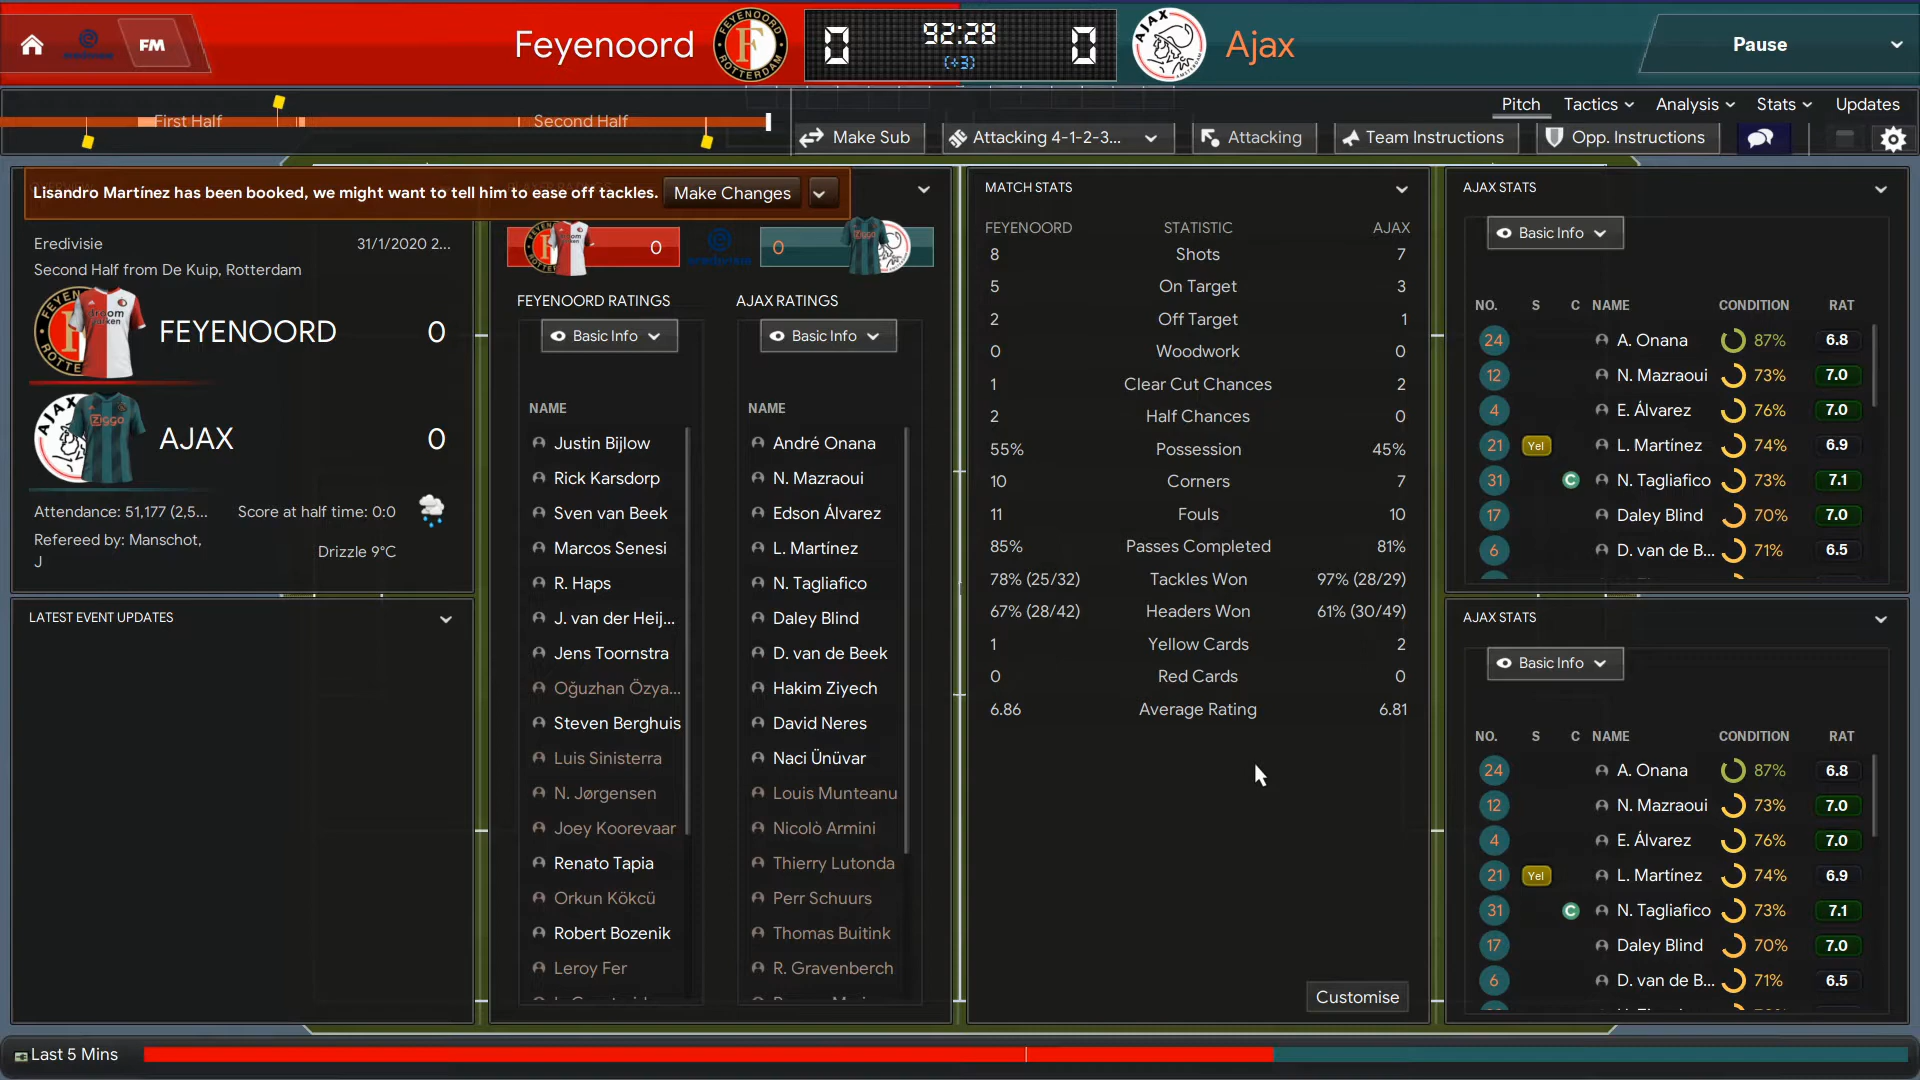 FM
Feyenoord
0
92:28
(+3)
0
Ajax
Pause
First Half
Second Half
Pitch
Tactics
Analysis
Stats
Updates
Make Sub
Attacking 4-1-2-3...
Attacking
Team Instructions
Opp. Instructions
Lisandro Martínez has been booked, we might want to tell him to ease off tackles.
Make Changes
Eredivisie
31/1/2020 2...
Second Half from De Kuip, Rotterdam
FEYENOORD
0
AJAX
0
Attendance: 51,177 (2,5...
Score at half time: 0:0
Refereed by: Manschot,
J
Drizzle 9°C
LATEST EVENT UPDATES
0
0
FEYENOORD RATINGS
Basic Info
NAME
Justin Bijlow
Rick Karsdorp
Sven van Beek
Marcos Senesi
R. Haps
J. van der Heij...
Jens Toornstra
Oğuzhan Özya...
Steven Berghuis
Luis Sinisterra
N. Jørgensen
Joey Koorevaar
Renato Tapia
Orkun Kökcü
Robert Bozenik
Leroy Fer
AJAX RATINGS
Basic Info
NAME
André Onana
N. Mazraoui
Edson Álvarez
L. Martínez
N. Tagliafico
Daley Blind
D. van de Beek
Hakim Ziyech
David Neres
Naci Ünüvar
Louis Munteanu
Nicolò Armini
Thierry Lutonda
Perr Schuurs
Thomas Buitink
R. Gravenberch
MATCH STATS
FEYENOORD STATISTIC AJAX
8 Shots 7
5 On Target 3
2 Off Target 1
0 Woodwork 0
1 Clear Cut Chances 2
2 Half Chances 0
55% Possession 45%
10 Corners 7
11 Fouls 10
85% Passes Completed 81%
78% (25/32) Tackles Won 97% (28/29)
67% (28/42) Headers Won 61% (30/49)
1 Yellow Cards 2
0 Red Cards 0
6.86 Average Rating 6.81
Customise
AJAX STATS
Basic Info
NO. S C NAME CONDITION RAT
24 A. Onana 87% 6.8
12 N. Mazraoui 73% 7.0
4 E. Álvarez 76% 7.0
21 Yel L. Martínez 74% 6.9
31 C N. Tagliafico 73% 7.1
17 Daley Blind 70% 7.0
6 D. van de B... 71% 6.5
AJAX STATS
Basic Info
NO. S C NAME CONDITION RAT
24 A. Onana 87% 6.8
12 N. Mazraoui 73% 7.0
4 E. Álvarez 76% 7.0
21 Yel L. Martínez 74% 6.9
31 C N. Tagliafico 73% 7.1
17 Daley Blind 70% 7.0
6 D. van de B... 71% 6.5
Last 5 Mins